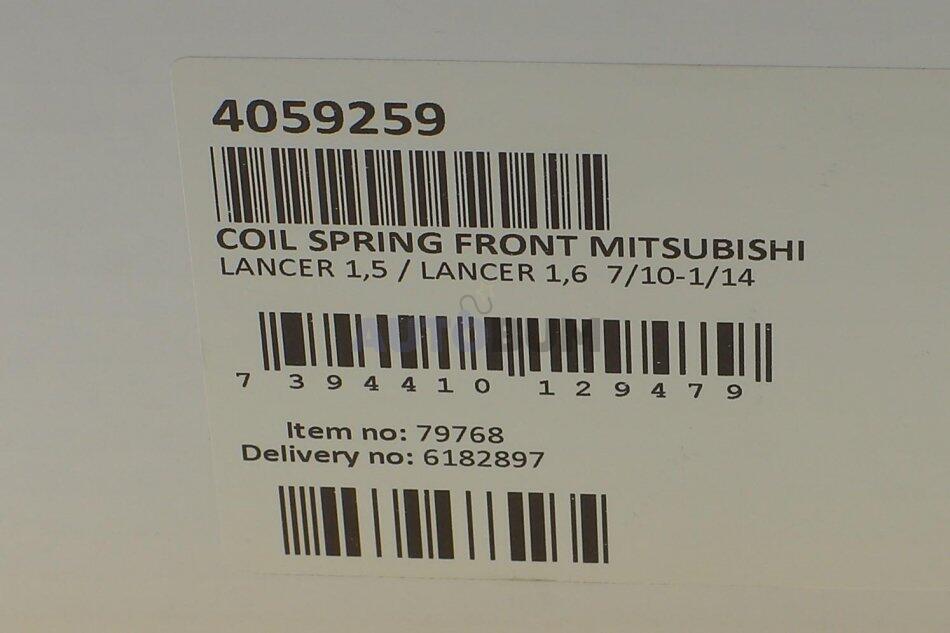 4059259
COIL SPRING FRONT MITSUBISHI
LANCER 1,5 / LANCER 1,6 7/10-1/14
AUTOBUM
7 394410 129479
Item no: 79768
Delivery no: 6182897